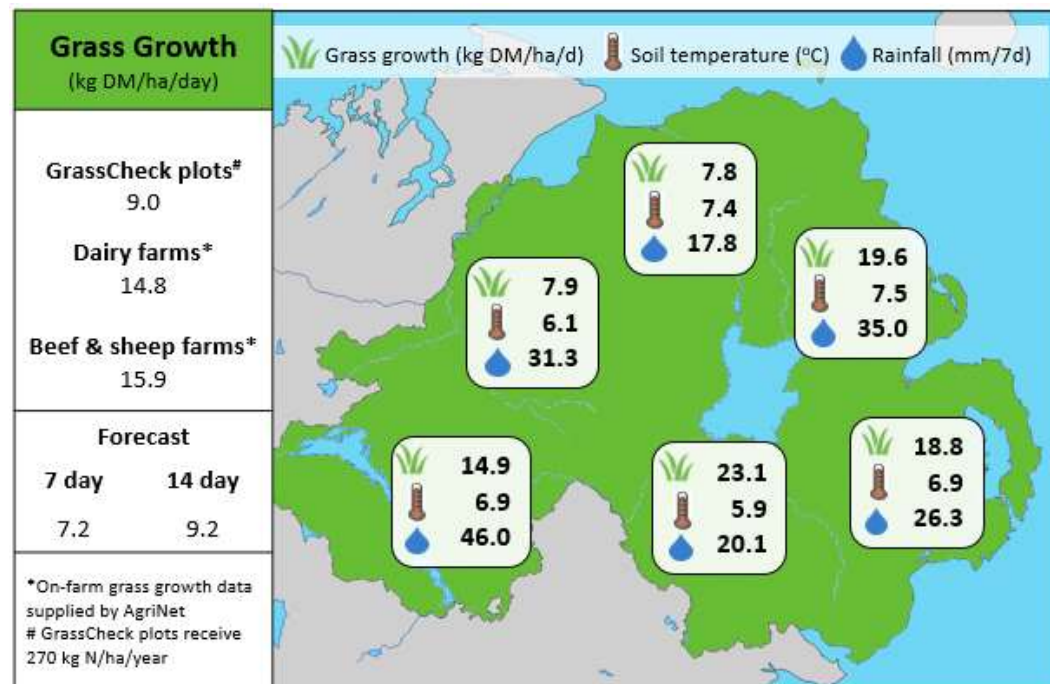 Grass Growth
(kg DM/ha/day)
GrassCheck plots#
9.0
Dairy farms*
14.8
Beef & sheep farms*
15.9
Forecast
7 day 14 day
7.2 9.2
*On-farm grass growth data
supplied by AgriNet
# GrassCheck plots receive
270 kg N/ha/year
Grass growth (kg DM/ha/d) Soil temperature (°C) Rainfall (mm/7d)
7.8
7.4
17.8
19.6
7.5
35.0
7.9
6.1
31.3
14.9
6.9
46.0
23.1
5.9
20.1
18.8
6.9
26.3